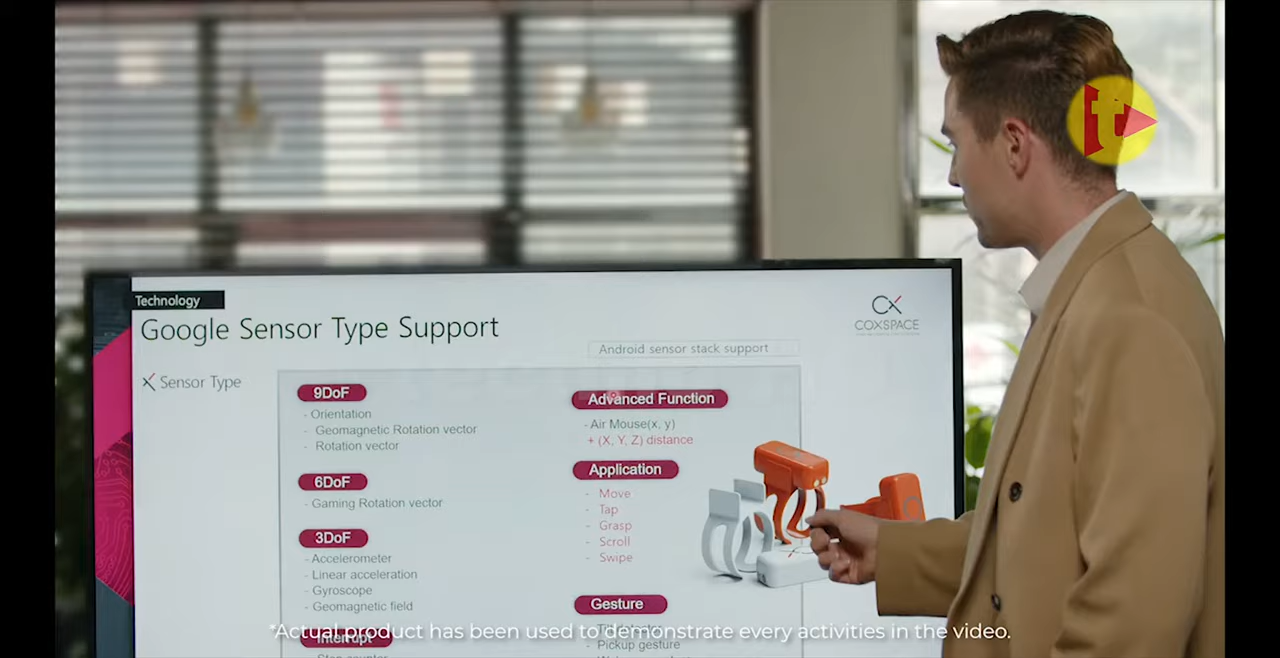 t
Technology
Google Sensor Type Support
CX
COXSPACE
Android sensor stack support
Sensor Type
9DoF
- Orientation
- Geomagnetic Rotation vector
- Rotation vector
6DoF
- Gaming Rotation vector
3DoF
- Accelerometer
- Linear acceleration
- Gyroscope
- Geomagnetic field
Interrupt
Advanced Function
- Air Mouse(x, y)
+ (X, Y, Z) distance
Application
- Move
- Tap
- Grasp
- Scroll
- Swipe
Gesture
- Pickup gesture
*Actual product has been used to demonstrate every activities in the video.